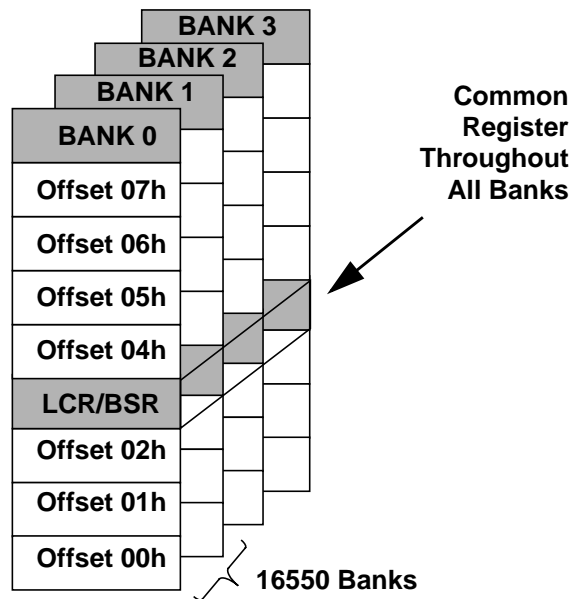 BANK 3
BANK 2
BANK 1
BANK 0
Common
Register
Throughout
All Banks
Offset 07h
Offset 06h
Offset 05h
Offset 04h
LCR/BSR
Offset 02h
Offset 01h
Offset 00h
16550 Banks